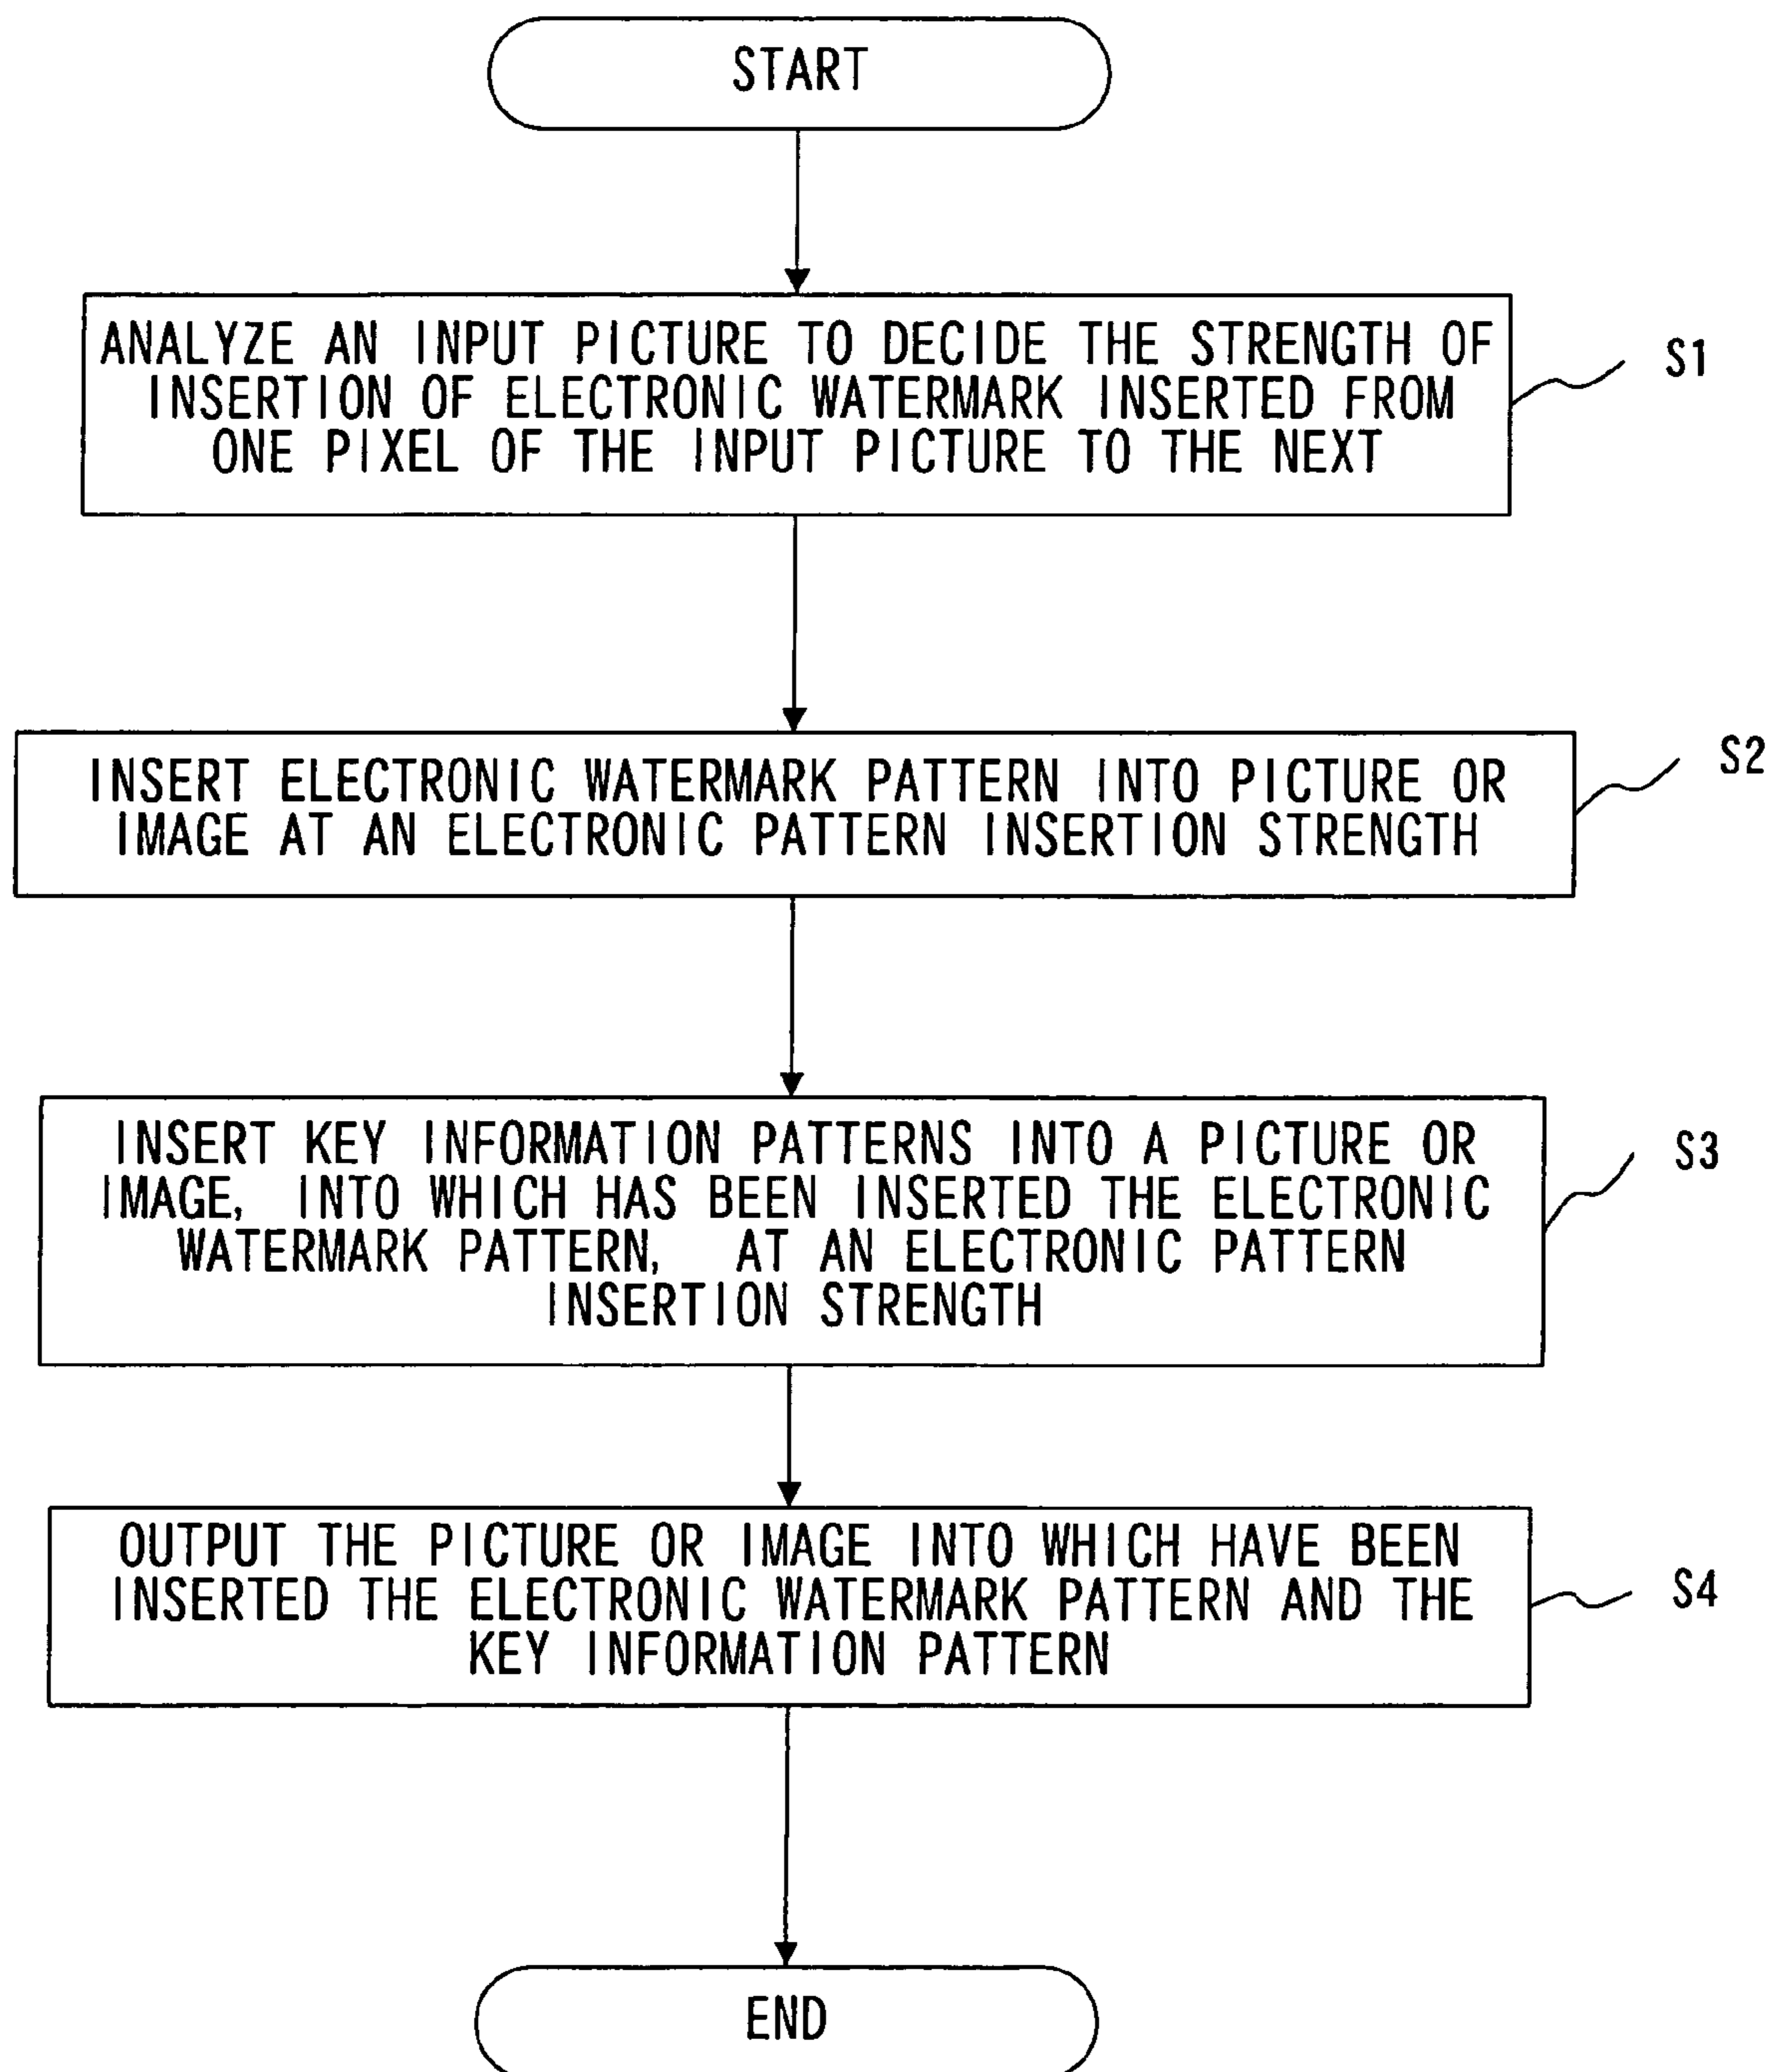 START
ANALYZE AN INPUT PICTURE TO DECIDE THE STRENGTH OF
INSERTION OF ELECTRONIC WATERMARK INSERTED FROM
ONE PIXEL OF THE INPUT PICTURE TO THE NEXT
S1
INSERT ELECTRONIC WATERMARK PATTERN INTO PICTURE OR
IMAGE AT AN ELECTRONIC PATTERN INSERTION STRENGTH
S2
INSERT KEY INFORMATION PATTERNS INTO A PICTURE OR
IMAGE, INTO WHICH HAS BEEN INSERTED THE ELECTRONIC
WATERMARK PATTERN, AT AN ELECTRONIC PATTERN
INSERTION STRENGTH
S3
OUTPUT THE PICTURE OR IMAGE INTO WHICH HAVE BEEN
INSERTED THE ELECTRONIC WATERMARK PATTERN AND THE
KEY INFORMATION PATTERN
S4
END